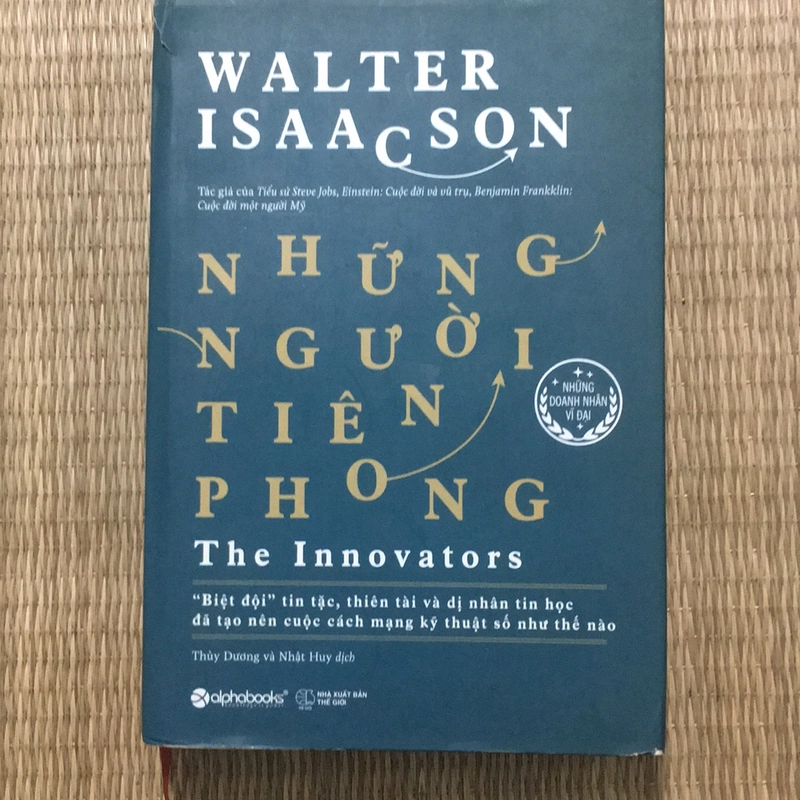 WALTER
ISAACSON
Tác giả của Tiểu sử Steve Jobs, Einstein: Cuộc đời và vũ trụ, Benjamin Frankklin:
Cuộc đời một người Mỹ
NHỮNG
NGƯỜI
TIÊN
PHONG
NHỮNG
DOANH NHÂN
VĨ ĐẠI
The Innovators
“Biệt đội” tin tặc, thiên tài và dị nhân tin học
đã tạo nên cuộc cách mạng kỹ thuật số như thế nào
Thùy Dương và Nhật Huy dịch
alphabooks®
knowledge is power
NHÀ XUẤT BẢN
THẾ GIỚI